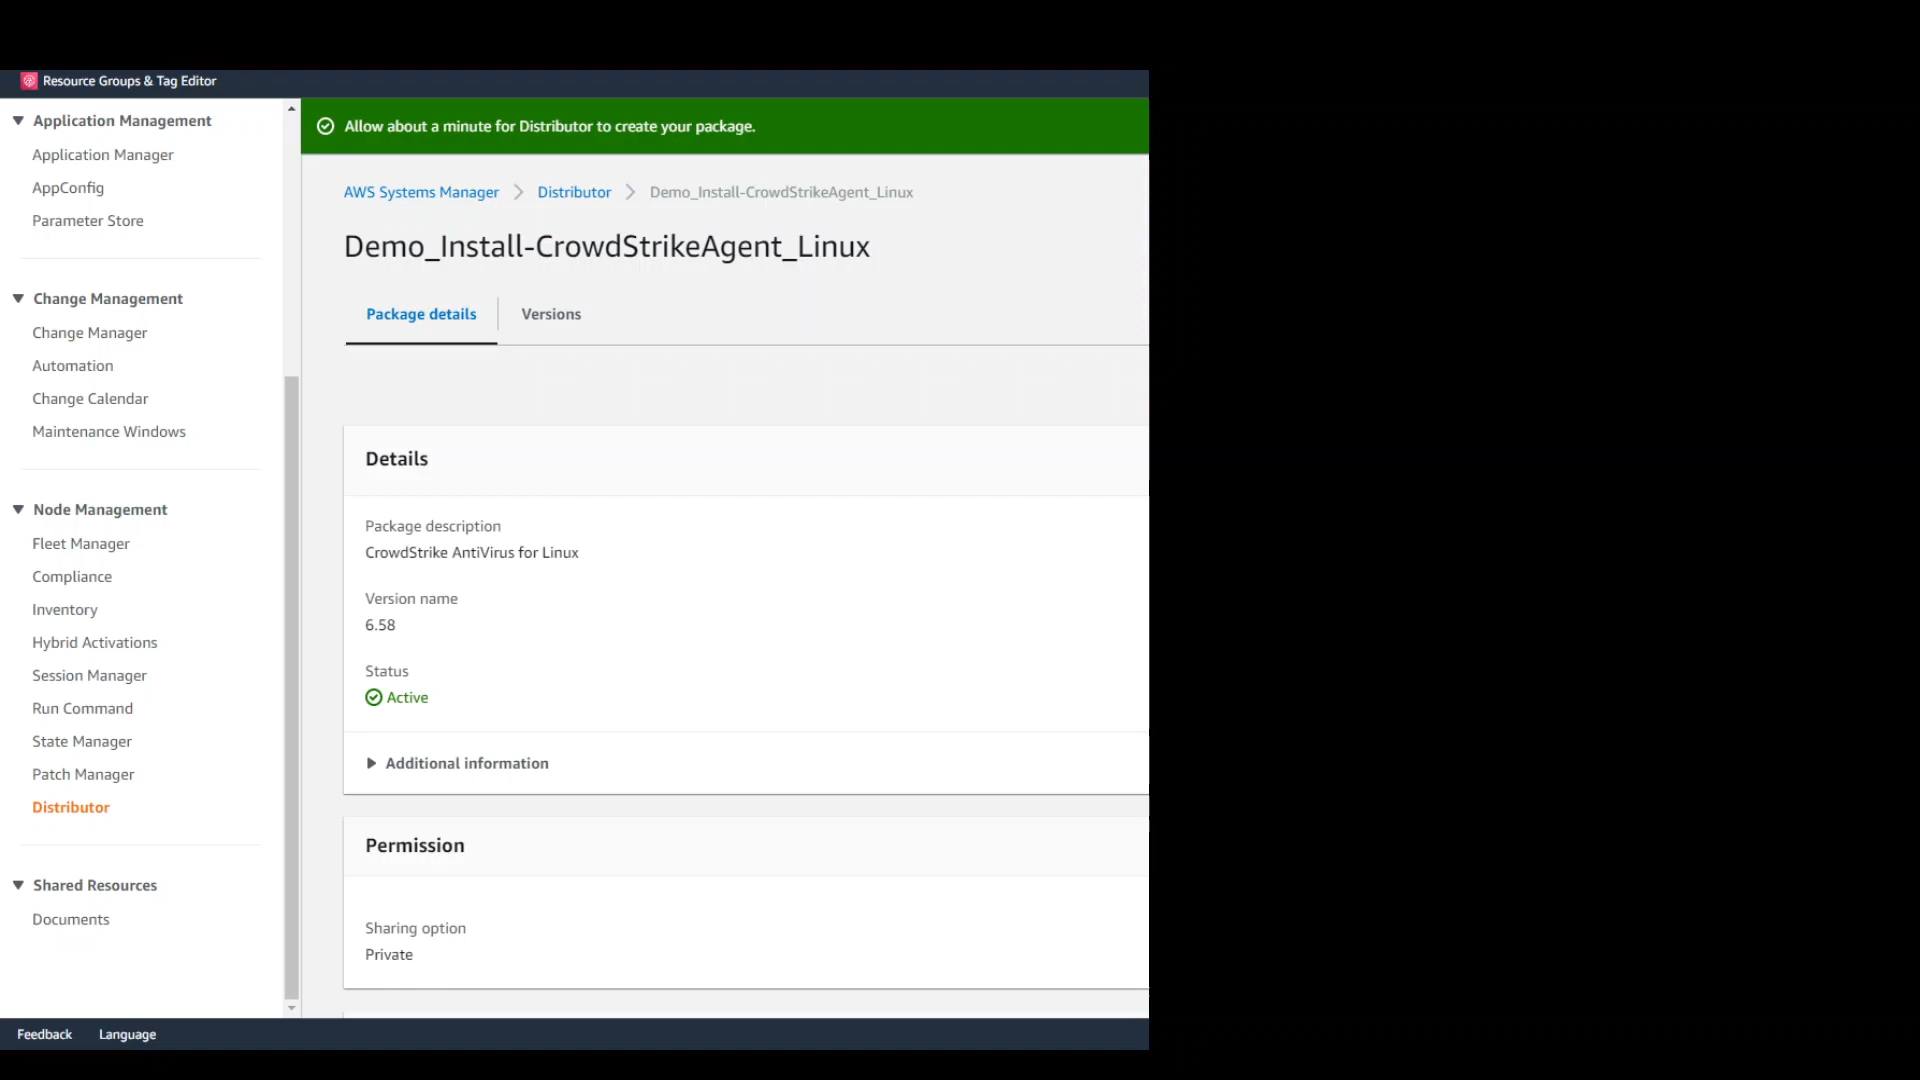 Resource Groups & Tag Editor
Application Management
Application Manager
AppConfig
Parameter Store
Change Management
Change Manager
Automation
Change Calendar
Maintenance Windows
Node Management
Fleet Manager
Compliance
Inventory
Hybrid Activations
Session Manager
Run Command
State Manager
Patch Manager
Distributor
Shared Resources
Documents
Allow about a minute for Distributor to create your package.
AWS Systems Manager > Distributor > Demo_Install-CrowdStrikeAgent_Linux
Demo_Install-CrowdStrikeAgent_Linux
Package details Versions
Details
Package description
CrowdStrike AntiVirus for Linux
Version name
6.58
Status
Active
Additional information
Permission
Sharing option
Private
Feedback Language